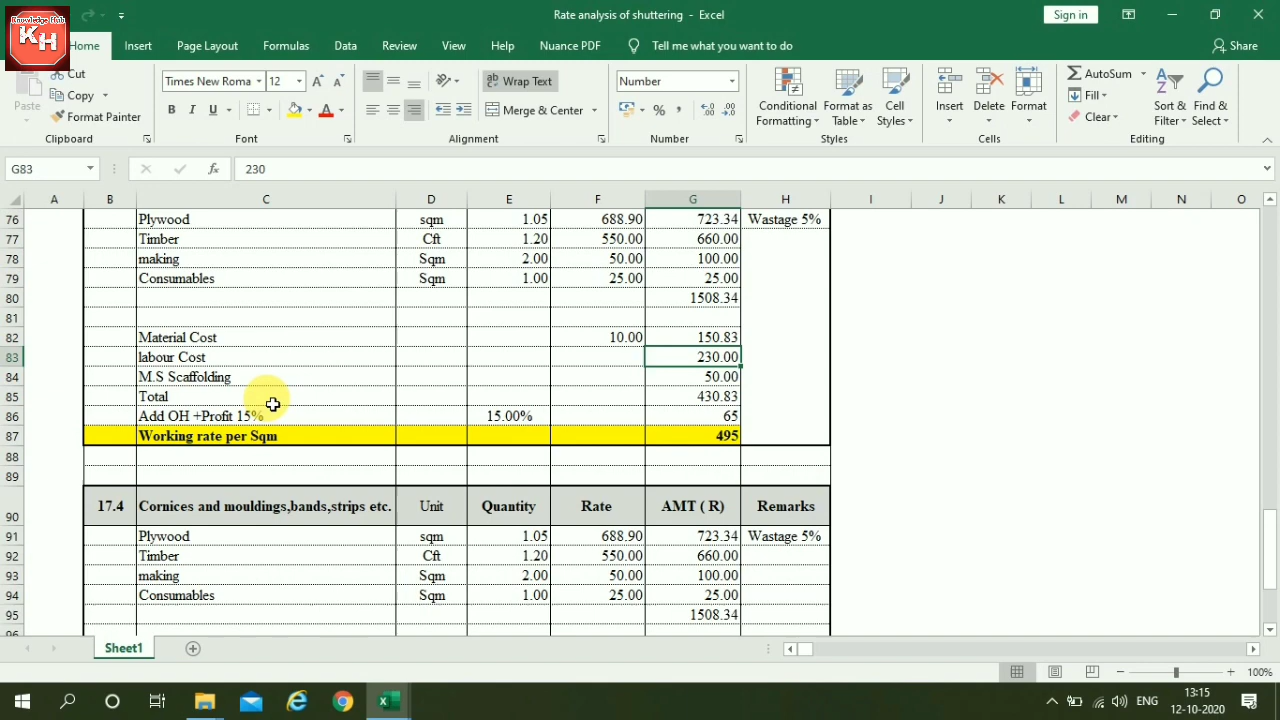 Knowledge Hub
KH
Rate analysis of shuttering - Excel
Sign in
Home Insert Page Layout Formulas Data Review View Help Nuance PDF Tell me what you want to do Share
Paste
Cut
Copy
Format Painter
Clipboard
Times New Roma 12
B I U
Font
Wrap Text
Merge & Center
Alignment
Number
%
Number
Conditional Formatting
Format as Table
Cell Styles
Styles
Insert
Delete
Format
Cells
AutoSum
Fill
Clear
Sort & Filter
Find & Select
Editing
G83 fx 230
A B C D E F G H I J K L M N O
76 Plywood sqm 1.05 688.90 723.34 Wastage 5%
77 Timber Cft 1.20 550.00 660.00
78 making Sqm 2.00 50.00 100.00
79 Consumables Sqm 1.00 25.00 25.00
80 1508.34
81
82 Material Cost 10.00 150.83
83 labour Cost 230.00
84 M.S Scaffolding 50.00
85 Total 430.83
86 Add OH +Profit 15% 15.00% 65
87 Working rate per Sqm 495
88
89
90 17.4 Cornices and mouldings,bands,strips etc. Unit Quantity Rate AMT ( R) Remarks
91 Plywood sqm 1.05 688.90 723.34 Wastage 5%
92 Timber Cft 1.20 550.00 660.00
93 making Sqm 2.00 50.00 100.00
94 Consumables Sqm 1.00 25.00 25.00
95 1508.34
96
Sheet1
100%
ENG
13:15
12-10-2020